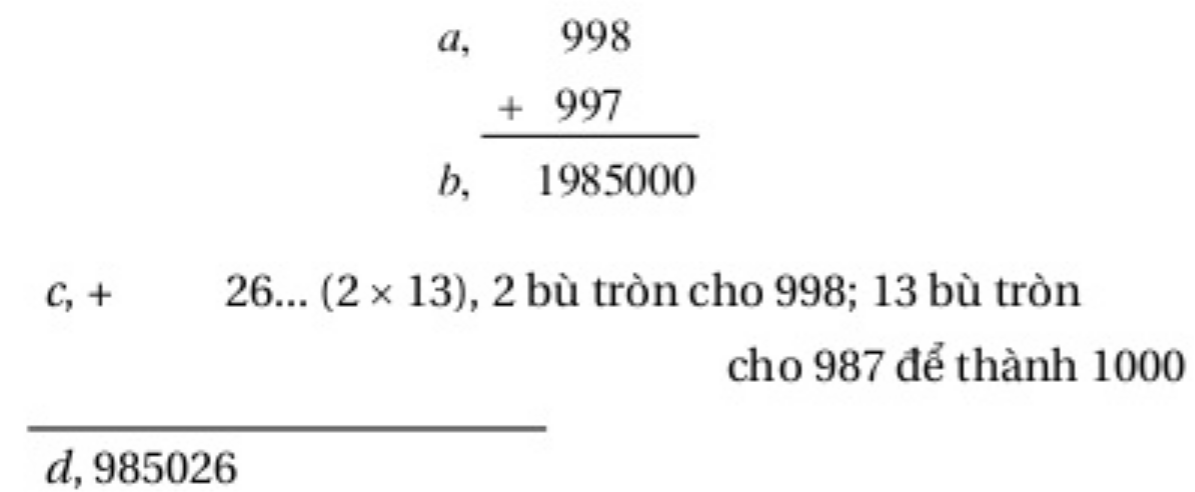 a, 998
+ 997
b, 1985000
c, + 26... (2 × 13), 2 bù tròn cho 998; 13 bù tròn
cho 987 để thành 1000
d, 985026